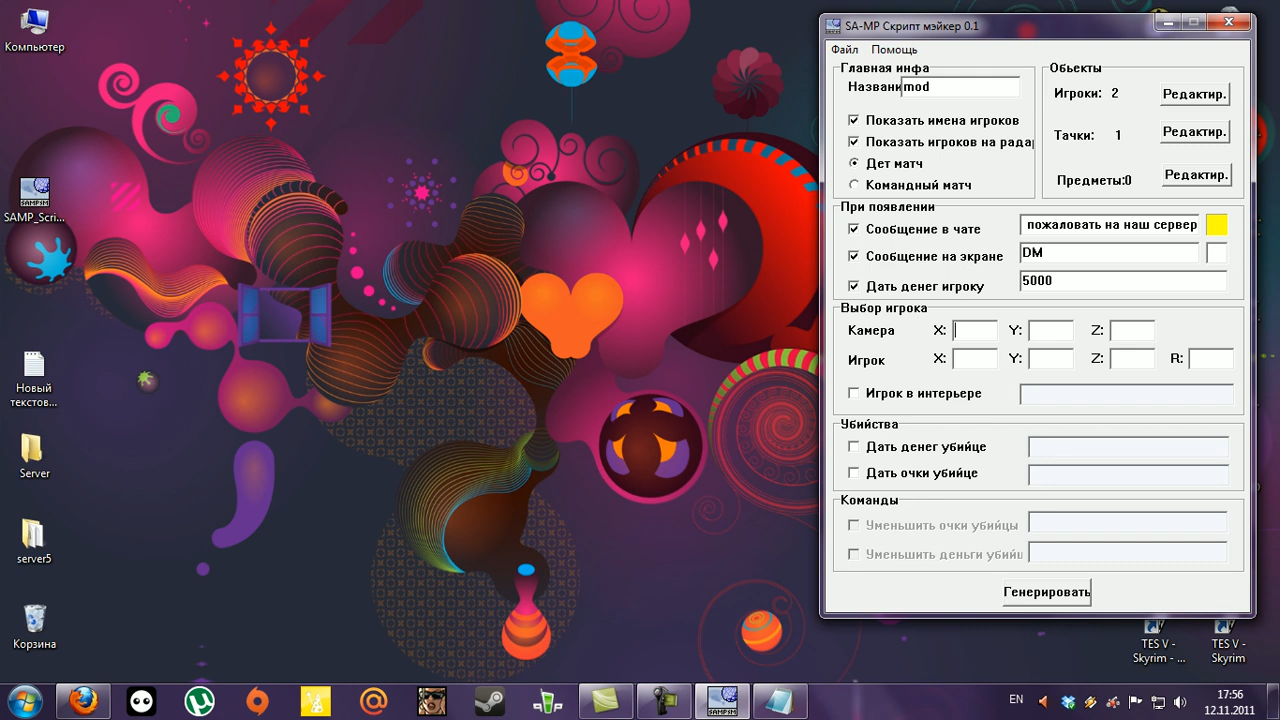 Компьютер
SAMP_Scri...
Новый
текстов...
Server
server5
Корзина
SA-MP Скрипт мэйкер 0.1
Файл Помощь
Главная инфа
Названи mod
Показать имена игроков
Показать игроков на радар
Дет матч
Командный матч
Обьекты
Игроки: 2 Редактир.
Тачки: 1 Редактир.
Предметы:0 Редактир.
При появлении
Сообщение в чате пожаловать на наш сервер
Сообщение на экране DM
Дать денег игроку 5000
Выбор игрока
Камера X: Y: Z:
Игрок X: Y: Z: R:
Игрок в интерьере
Убийства
Дать денег убийце
Дать очки убийце
Команды
Уменьшить очки убийцы
Уменьшить деньги убийц
Генерировать
TES V -
Skyrim - ...
TES V -
Skyrim
SAMPSM
EN
17:56
12.11.2011